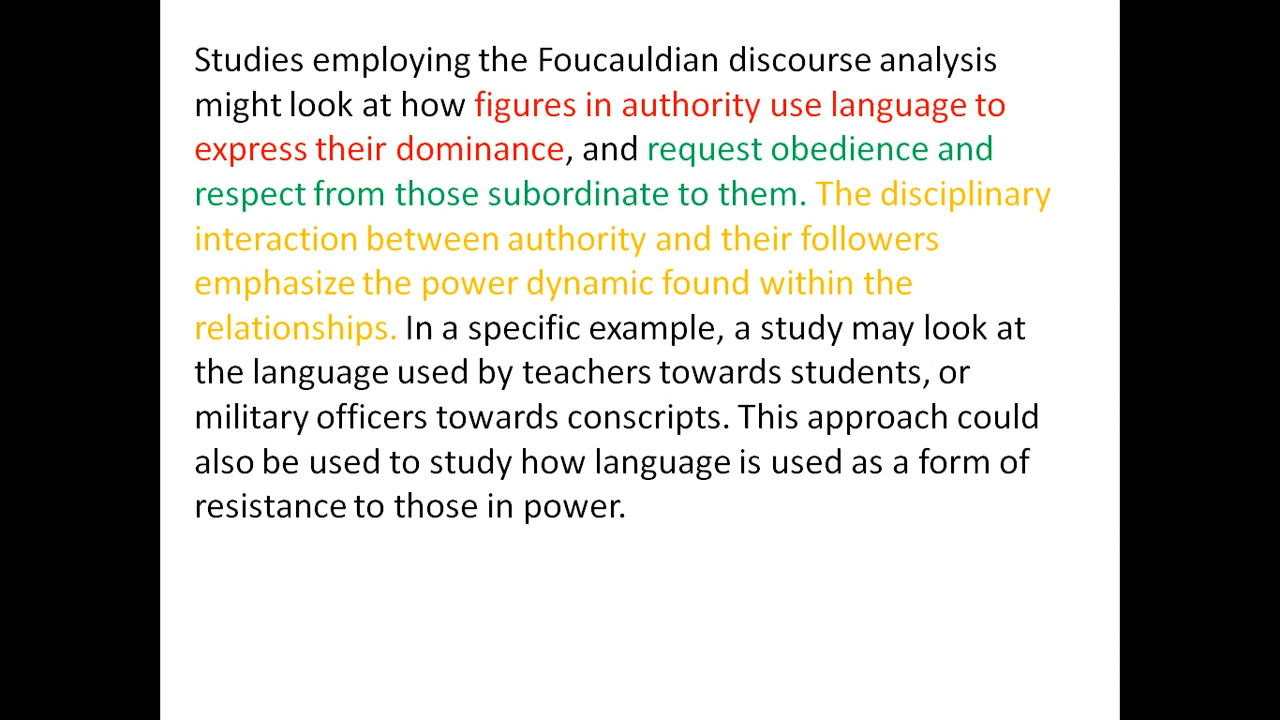 Studies employing the Foucauldian discourse analysis
might look at how figures in authority use language to
express their dominance, and request obedience and
respect from those subordinate to them. The disciplinary
interaction between authority and their followers
emphasize the power dynamic found within the
relationships. In a specific example, a study may look at
the language used by teachers towards students, or
military officers towards conscripts. This approach could
also be used to study how language is used as a form of
resistance to those in power.